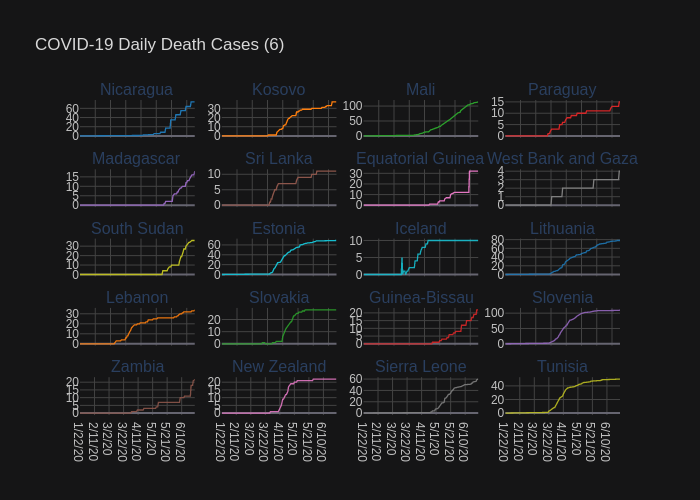 COVID-19 Daily Death Cases (6)
Nicaragua Kosovo Mali Paraguay
60 40 20 0 30 20 10 0 100 50 0 15 10 5 0
Madagascar Sri Lanka Equatorial Guinea West Bank and Gaza
15 10 5 0 10 5 0 30 20 10 0 4 3 2 1 0
South Sudan Estonia Iceland Lithuania
30 20 10 0 60 40 20 0 10 5 0 80 60 40 20 0
Lebanon Slovakia Guinea-Bissau Slovenia
30 20 10 0 20 10 0 20 15 10 5 0 100 50 0
Zambia New Zealand Sierra Leone Tunisia
20 15 10 5 0 20 15 10 5 0 60 40 20 0 40 20 0
1/22/20 2/11/20 3/2/20 3/22/20 4/11/20 5/1/20 5/21/20 6/10/20 1/22/20 2/11/20 3/2/20 3/22/20 4/11/20 5/1/20 5/21/20 6/10/20 1/22/20 2/11/20 3/2/20 3/22/20 4/11/20 5/1/20 5/21/20 6/10/20 1/22/20 2/11/20 3/2/20 3/22/20 4/11/20 5/1/20 5/21/20 6/10/20